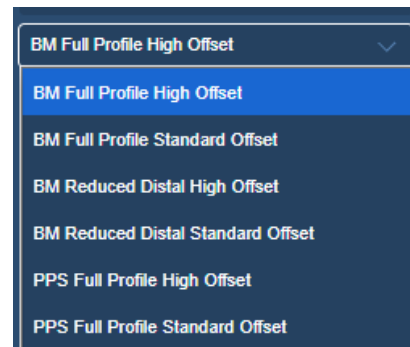 BM Full Profile High Offset
BM Full Profile High Offset
BM Full Profile Standard Offset
BM Reduced Distal High Offset
BM Reduced Distal Standard Offset
PPS Full Profile High Offset
PPS Full Profile Standard Offset